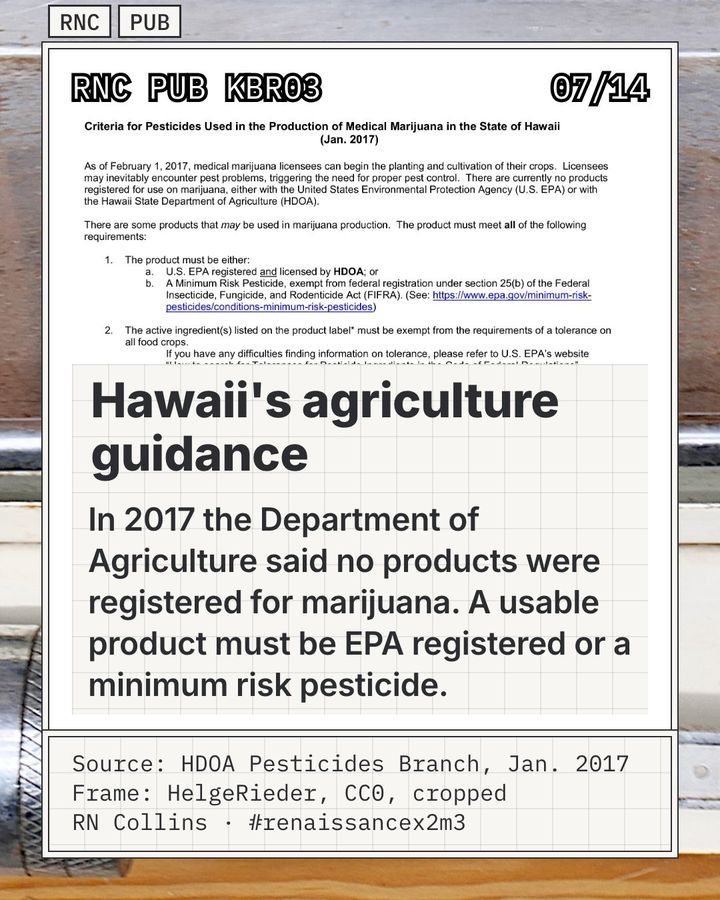 RNC PUB
RNC PUB KBR03 07/14
Criteria for Pesticides Used in the Production of Medical Marijuana in the State of Hawaii
(Jan. 2017)
As of February 1, 2017, medical marijuana licensees can begin the planting and cultivation of their crops. Licensees
may inevitably encounter pest problems, triggering the need for proper pest control. There are currently no products
registered for use on marijuana, either with the United States Environmental Protection Agency (U.S. EPA) or with
the Hawaii State Department of Agriculture (HDOA).
There are some products that may be used in marijuana production. The product must meet all of the following
requirements:
1. The product must be either:
a. U.S. EPA registered and licensed by HDOA; or
b. A Minimum Risk Pesticide, exempt from federal registration under section 25(b) of the Federal
Insecticide, Fungicide, and Rodenticide Act (FIFRA). (See: https://www.epa.gov/minimum-risk-
pesticides/conditions-minimum-risk-pesticides)
2. The active ingredient(s) listed on the product label* must be exempt from the requirements of a tolerance on
all food crops.
If you have any difficulties finding information on tolerance, please refer to U.S. EPA's website
Hawaii's agriculture
guidance
In 2017 the Department of
Agriculture said no products were
registered for marijuana. A usable
product must be EPA registered or a
minimum risk pesticide.
Source: HDOA Pesticides Branch, Jan. 2017
Frame: HelgeRieder, CC0, cropped
RN Collins · #renaissancex2m3